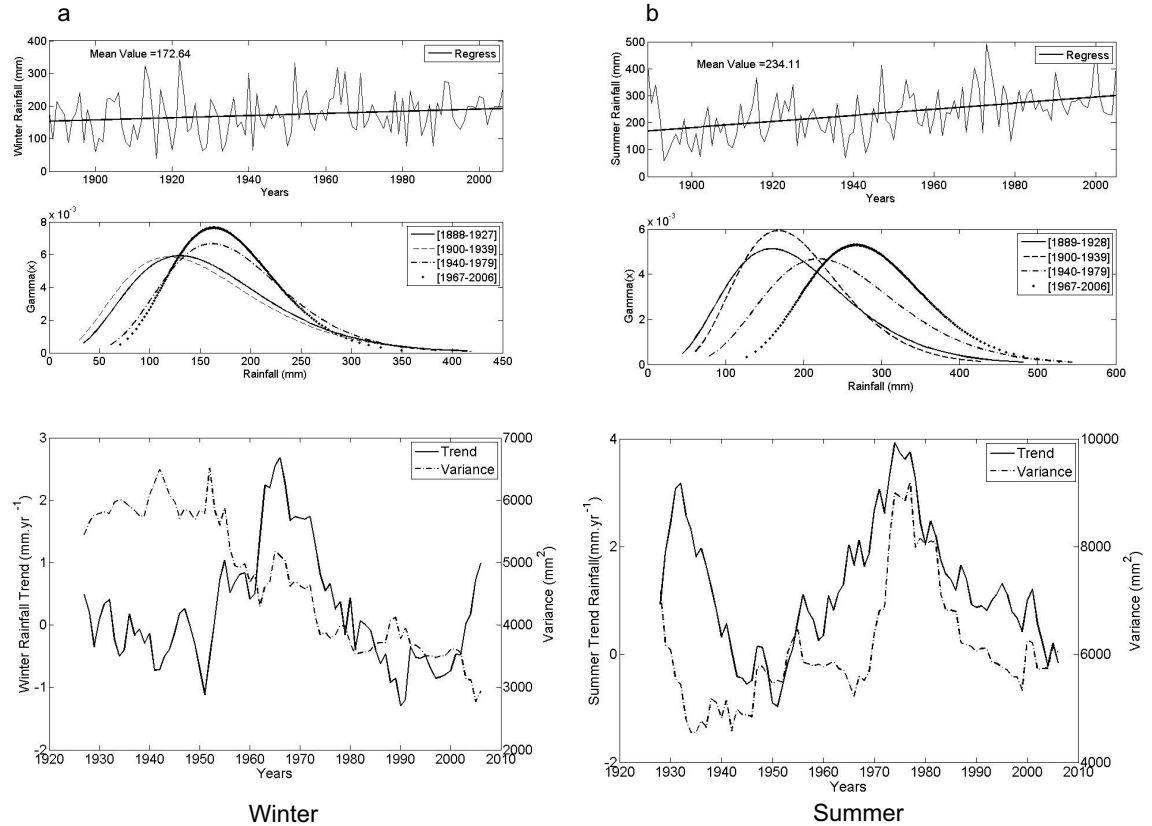 a
Mean Value =172.64
Regress
Winter Rainfall (mm)
400
300
200
100
0
1900 1920 1940 1960 1980 2000
Years
x 10 -3
8
6
4
2
0
Gamma(x)
[1888-1927]
[1900-1939]
[1940-1979]
[1967-2006]
0 50 100 150 200 250 300 350 400 450
Rainfall (mm)
3
2
1
0
-1
-2
Winter Rainfall Trend (mm.yr -1)
Trend
Variance
7000
6000
5000
4000
3000
2000
Variance (mm2)
1920 1930 1940 1950 1960 1970 1980 1990 2000 2010
Years
Winter
b
Mean Value =234.11
Regress
Summer Rainfall (mm)
500
400
300
200
100
0
1900 1920 1940 1960 1980 2000
Years
x 10 -3
6
4
2
0
Gamma(x)
[1889-1928]
[1900-1939]
[1940-1979]
[1967-2006]
0 100 200 300 400 500 600
Rainfall (mm)
4
2
0
-2
Summer Trend Rainfall(mm.yr-1)
Trend
Variance
10000
8000
6000
4000
Variance (mm2)
1920 1930 1940 1950 1960 1970 1980 1990 2000 2010
Years
Summer